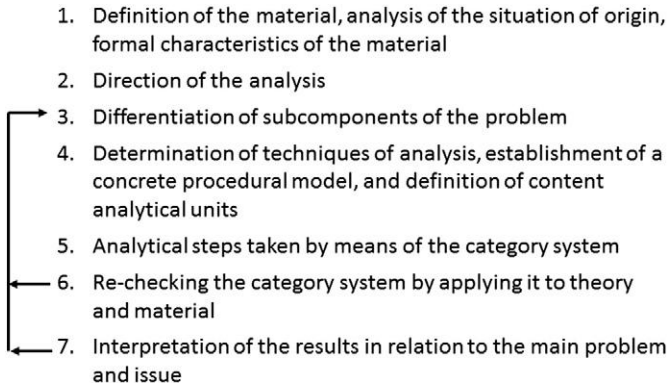 1. Definition of the material, analysis of the situation of origin,
formal characteristics of the material
2. Direction of the analysis
3. Differentiation of subcomponents of the problem
4. Determination of techniques of analysis, establishment of a
concrete procedural model, and definition of content
analytical units
5. Analytical steps taken by means of the category system
6. Re-checking the category system by applying it to theory
and material
7. Interpretation of the results in relation to the main problem
and issue